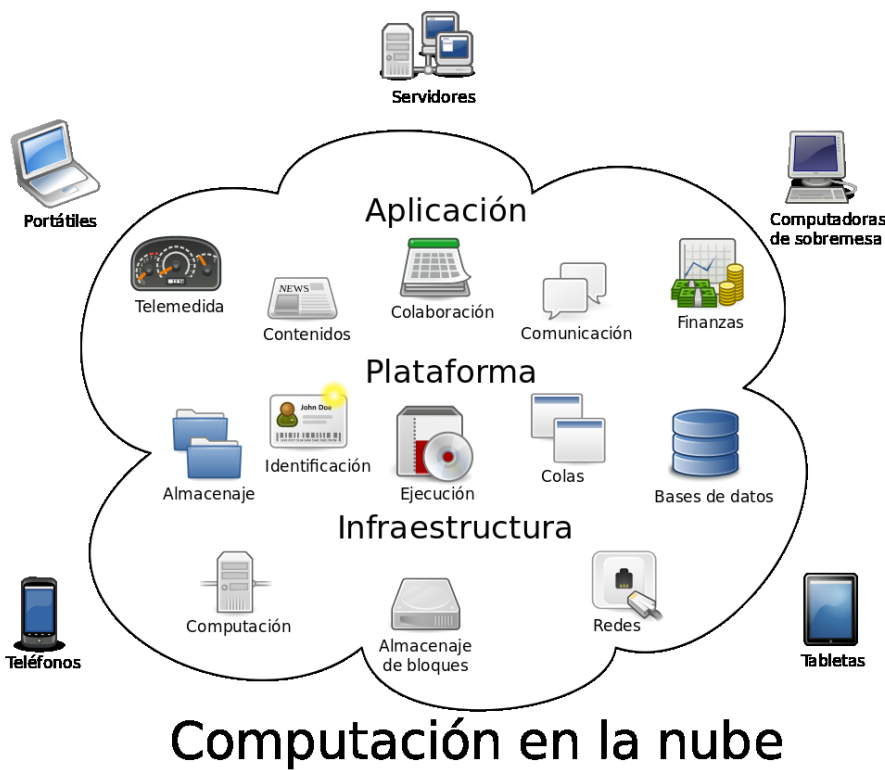 Servidores
Portátiles
Computadoras
de sobremesa
Aplicación
Telemedida
NEWS
Contenidos
Colaboración
Comunicación
Finanzas
Plataforma
John Doe
Almacenaje
Identificación
Ejecución
Colas
Bases de datos
Infraestructura
Computación
Almacenaje
de bloques
Redes
Teléfonos
Tabletas
Computación en la nube